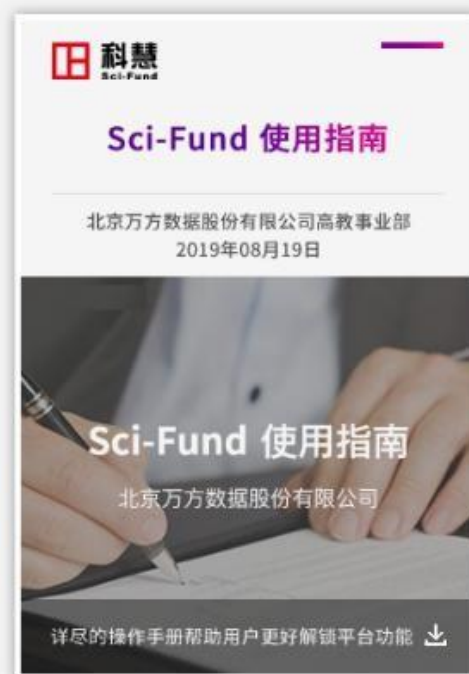 科慧
Sci-Fund
Sci-Fund 使用指南
北京万方数据股份有限公司高教事业部
2019年08月19日
Sci-Fund 使用指南
北京万方数据股份有限公司
详尽的操作手册帮助用户更好解锁平台功能